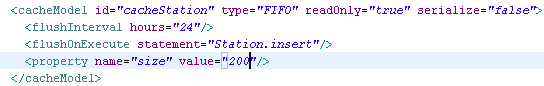 <cacheModel id="cacheStation" type="FIFO" readOnly="true" serialize="false">
<flushInterval hours="24"/>
<flushOnExecute statement="Station.insert"/>
<property name="size" value="200"/>
</cacheModel>